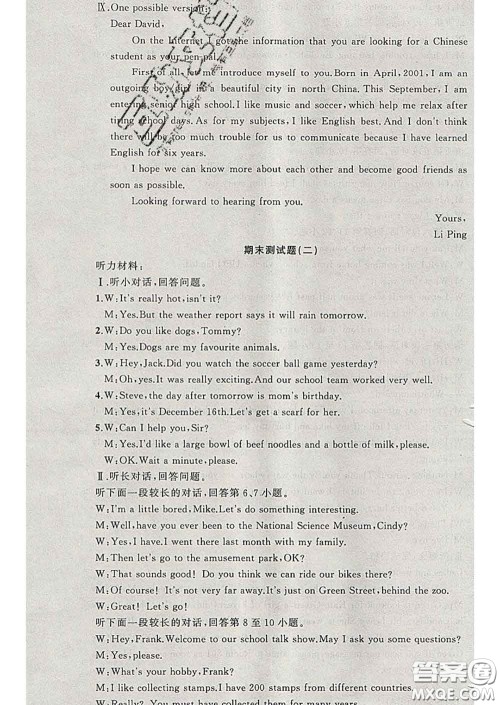 Ⅸ.One possible version:
Dear David,
On the Internet I got the information that you are looking for a Chinese
student as your pen-pal.
First of all, let me introduce myself to you.Born in April, 2001, I am an
outgoing boy/girl in a beautiful city in north China. This September, I am
entering senior high school. I like music and soccer, which help me relax after
tiring school days. As for my subjects, I like English best. And I don't think
there will be too much trouble for us to communicate because I have learned
English for six years.
I hope we can know more about each other and become good friends as
soon as possible.
Looking forward to hearing from you.
Yours,
Li Ping
期末测试题(二)
听力材料:
Ⅰ.听小对话,回答问题。
1.W:It's really hot,isn't it?
M:Yes.But the weather report says it will rain tomorrow.
2.W:Do you like dogs,Tommy?
M:Yes.Dogs are my favourite animals.
3.W:Hey,Jack.Did you watch the soccer ball game yesterday?
M:Oh,yes.It was really exciting.And our school team worked very well.
4.W:Steve,the day after tomorrow is mom's birthday.
M:Yes,it's December 16th.Let's get a scarf for her.
5.W:Can I help you,Sir?
M:Yes.I'd like a large bowl of beef noodles and a bottle of milk,please.
W:OK.Wait a minute,please.
Ⅱ.听长对话,回答问题。
听下面一段较长的对话,回答第6、7小题。
W:I'm a little bored,Mike.Let's do something interesting.
M:Well,have you ever been to the National Science Museum,Cindy?
W:Yes,I have.I went there last month with my family.
M:Then let's go to the amusement park,OK?
W:That sounds good! Do you think we can ride our bikes there?
M:Of course! It's not very far away.It's just on Green Street,behind the zoo.
W:Great! Let's go!
听下面一段较长的对话,回答第8至10小题。
W:Hey,Frank.Welcome to our school talk show.May I ask you some questions?
M:Yes,please.
W:What's your hobby,Frank?
M:I like collecting stamps.I have 200 stamps from different countries.
W:Really? Have you collected them for many years
答案圈
MXQE.COM